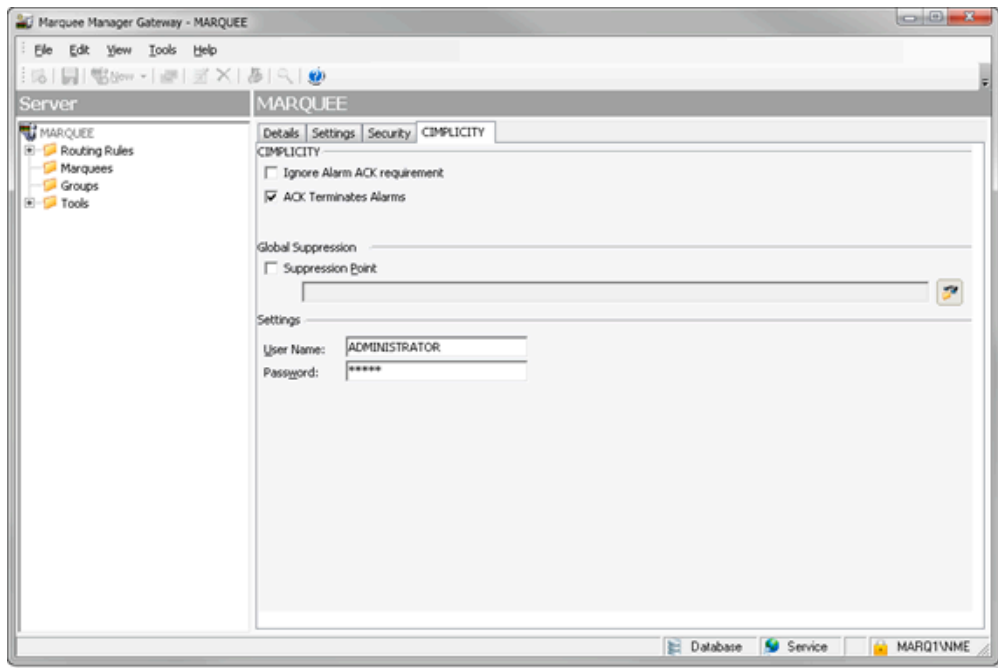 Marquee Manager Gateway - MARQUEE
File Edit View Tools Help
New
Server
MARQUEE
MARQUEE
Routing Rules
Marquees
Groups
Tools
Details Settings Security CIMPLICITY
CIMPLICITY
Ignore Alarm ACK requirement
ACK Terminates Alarms
Global Suppression
Suppression Point
Settings
User Name: ADMINISTRATOR
Password: *****
Database Service MARQ1\NME